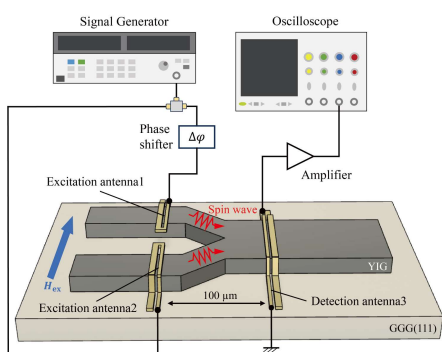 Signal Generator
Oscilloscope
Phase
shifter
Δφ
Amplifier
Excitation antenna1
Spin wave
H ex
YIG
Excitation antenna2
100 μm
Detection antenna3
GGG(111)